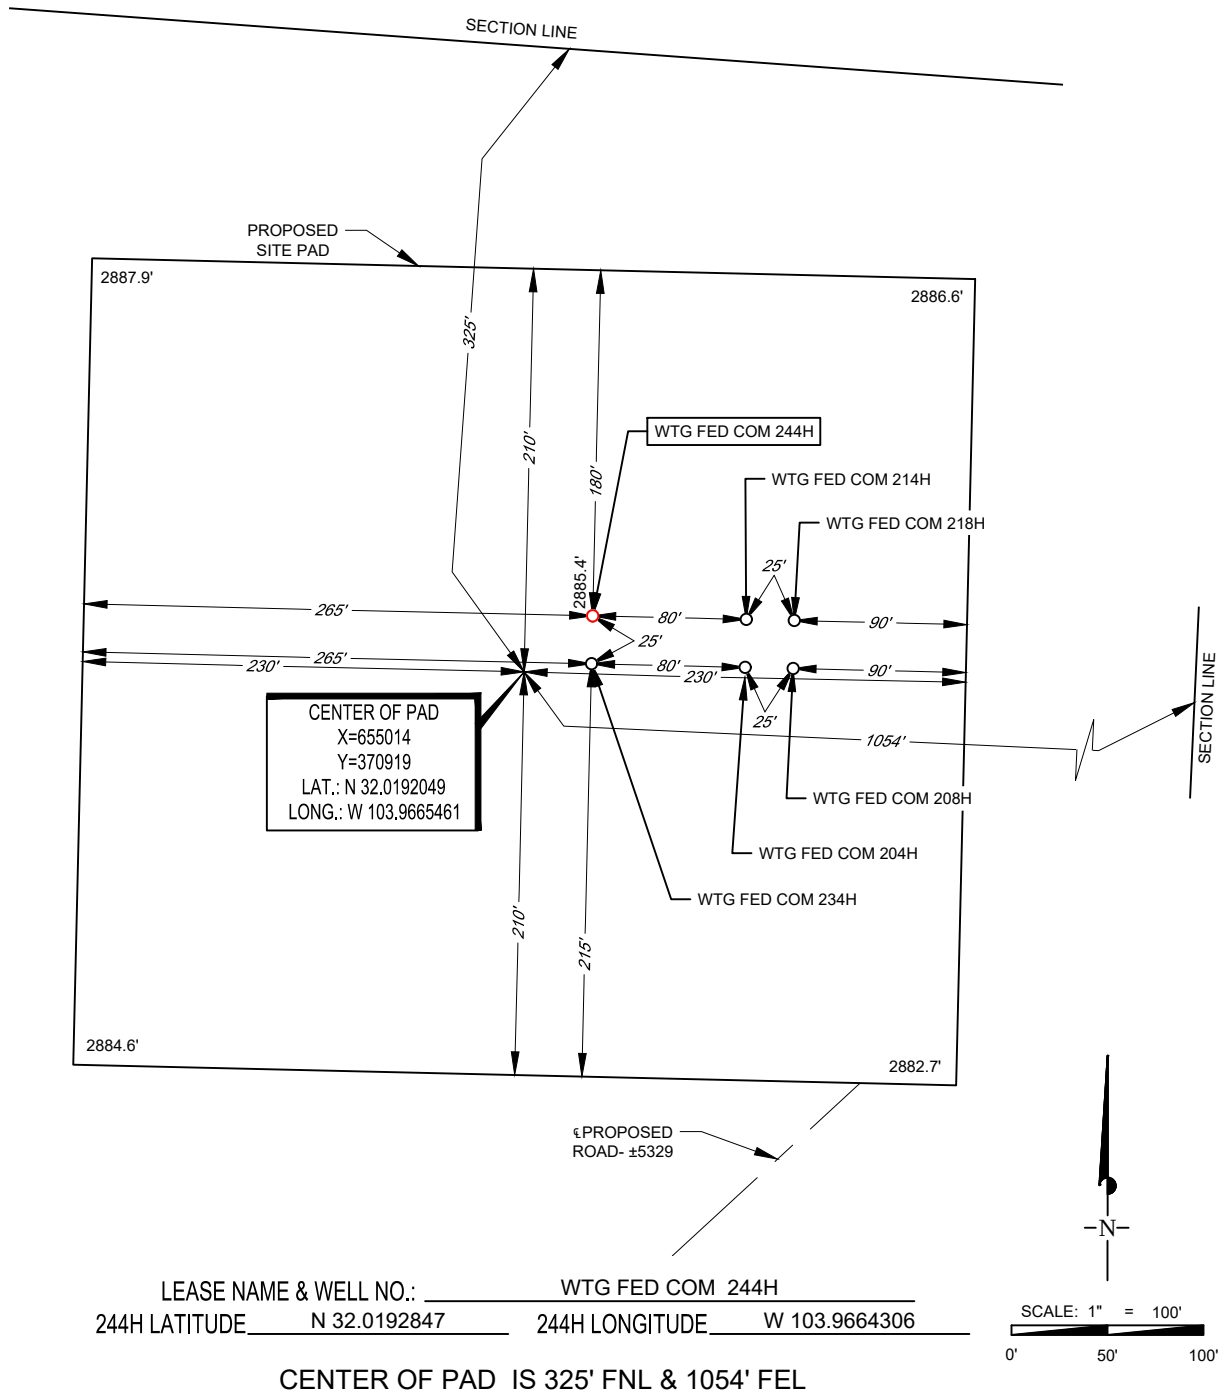 SECTION LINE
PROPOSED
SITE PAD
2887.9'
2886.6'
325'
210'
180'
WTG FED COM 244H
WTG FED COM 214H
WTG FED COM 218H
2885.4'
25'
265'
80'
90'
25'
265'
80'
90'
230'
230'
25'
CENTER OF PAD
X=655014
Y=370919
LAT.: N 32.0192049
LONG.: W 103.9665461
1054'
SECTION LINE
WTG FED COM 208H
WTG FED COM 204H
WTG FED COM 234H
210'
215'
2884.6'
2882.7'
℄PROPOSED
ROAD- ±5329
N
LEASE NAME & WELL NO.: WTG FED COM 244H
244H LATITUDE N 32.0192847 244H LONGITUDE W 103.9664306
SCALE: 1" = 100'
0' 50' 100'
CENTER OF PAD IS 325' FNL & 1054' FEL